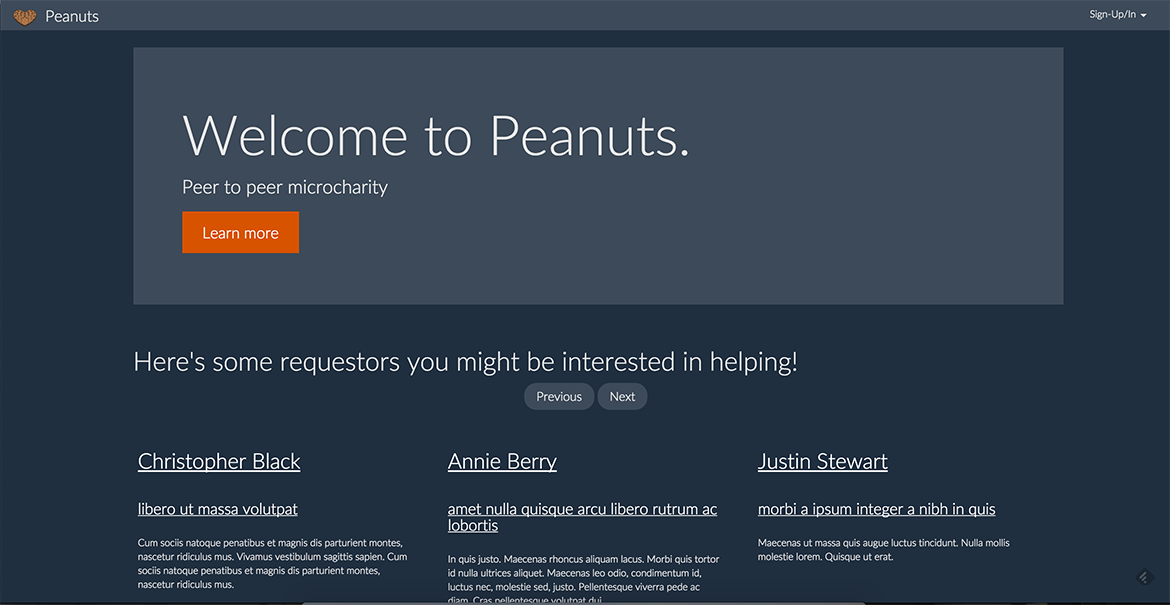 Peanuts
Sign-Up/In
Welcome to Peanuts.
Peer to peer microcharity
Learn more
Here's some requestors you might be interested in helping!
Previous
Next
Christopher Black
libero ut massa volutpat
Cum sociis natoque penatibus et magnis dis parturient montes,
nascetur ridiculus mus. Vivamus vestibulum sagittis sapien. Cum
sociis natoque penatibus et magnis dis parturient montes,
nascetur ridiculus mus.
Annie Berry
amet nulla quisque arcu libero rutrum ac
lobortis
In quis justo. Maecenas rhoncus aliquam lacus. Morbi quis tortor
id nulla ultrices aliquet. Maecenas leo odio, condimentum id,
luctus nec, molestie sed, justo. Pellentesque viverra pede ac
diam. Cras pellentesque volutpat dui.
Justin Stewart
morbi a ipsum integer a nibh in quis
Maecenas ut massa quis augue luctus tincidunt. Nulla mollis
molestie lorem. Quisque ut erat.